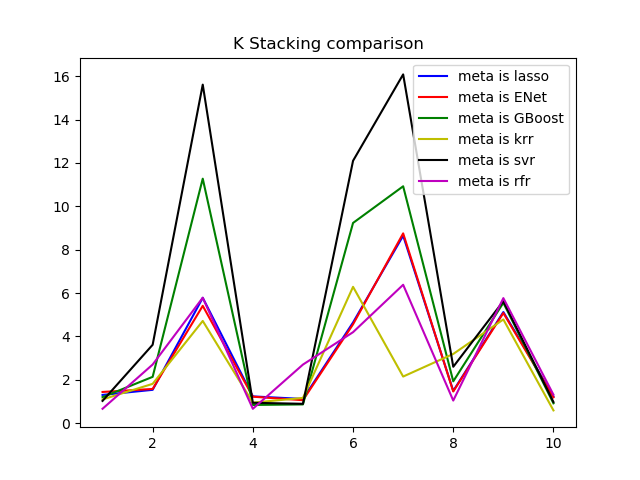 K Stacking comparison
16
14
12
10
8
6
4
2
0
2
4
6
8
10
meta is lasso
meta is ENet
meta is GBoost
meta is krr
meta is svr
meta is rfr